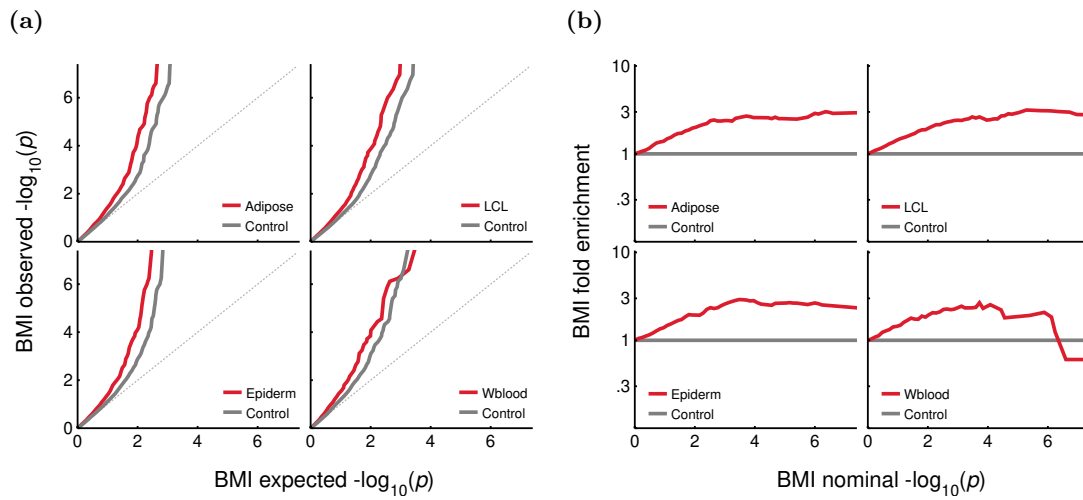 (a)
(b)
BMI observed -log10(p)
6
4
2
0
Adipose
Control
LCL
Control
6
4
2
0
Epiderm
Control
Wblood
Control
0
2
4
6
0
2
4
6
BMI expected -log10(p)
BMI fold enrichment
10
3
1
.3
Adipose
Control
LCL
Control
10
3
1
.3
Epiderm
Control
Wblood
Control
0
2
4
6
0
2
4
6
BMI nominal -log10(p)